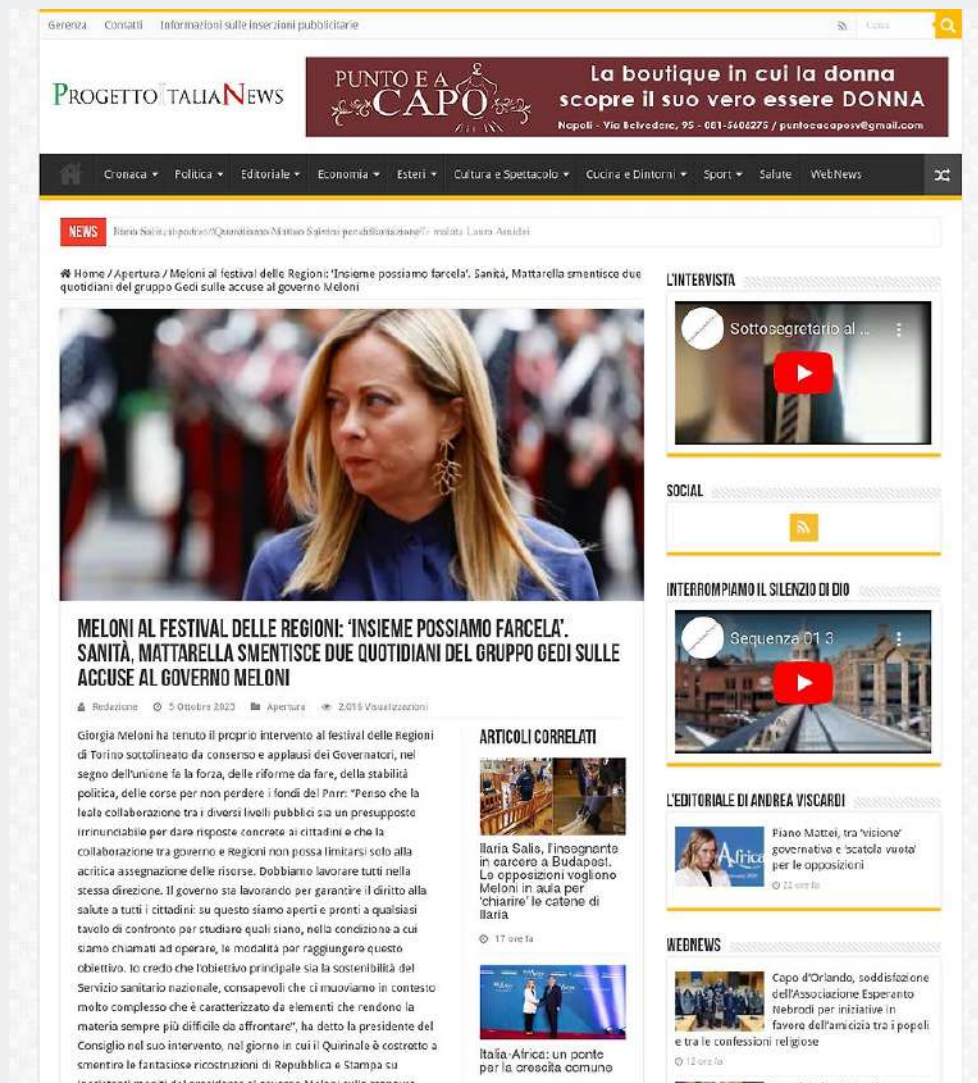 Gerenza Contatti Informazioni sulle inserzioni pubblicitarie
Cerca
PROGETTOITALIANEWS
PUNTO E A CAPO
La boutique in cui la donna
scopre il suo vero essere DONNA
Napoli - Via Belvedere, 95 - 081-5606275 / puntoeacaposv@gmail.com
Cronaca Politica Editoriale Economia Esteri Cultura e Spettacolo Cucina e Dintorni Sport Salute WebNews
NEWS
Home / Apertura / Meloni al festival delle Regioni: 'Insieme possiamo farcela'. Sanità, Mattarella smentisce due
quotidiani del gruppo Gedi sulle accuse al governo Meloni
MELONI AL FESTIVAL DELLE REGIONI: 'INSIEME POSSIAMO FARCELA'.
SANITÀ, MATTARELLA SMENTISCE DUE QUOTIDIANI DEL GRUPPO GEDI SULLE
ACCUSE AL GOVERNO MELONI
Redazione 5 Ottobre 2023 Apertura 2,016 Visualizzazioni
Giorgia Meloni ha tenuto il proprio intervento al festival delle Regioni
di Torino sottolineato da consenso e applausi dei Governatori, nel
segno dell'unione fa la forza, delle riforme da fare, della stabilità
politica, delle corse per non perdere i fondi del Pnrr: "Penso che la
leale collaborazione tra i diversi livelli pubblici sia un presupposto
irrinunciabile per dare risposte concrete ai cittadini e che la
collaborazione tra governo e Regioni non possa limitarsi solo alla
acritica assegnazione delle risorse. Dobbiamo lavorare tutti nella
stessa direzione. Il governo sta lavorando per garantire il diritto alla
salute a tutti i cittadini: su questo siamo aperti e pronti a qualsiasi
tavolo di confronto per studiare quali siano, nella condizione a cui
siamo chiamati ad operare, le modalità per raggiungere questo
obiettivo. Io credo che l'obiettivo principale sia la sostenibilità del
Servizio sanitario nazionale, consapevoli che ci muoviamo in contesto
molto complesso che è caratterizzato da elementi che rendono la
materia sempre più difficile da affrontare", ha detto la presidente del
Consiglio nel suo intervento, nel giorno in cui il Quirinale è costretto a
smentire le fantasiose ricostruzioni di Repubblica e Stampa su
ARTICOLI CORRELATI
Ilaria Salis, l'insegnante
in carcere a Budapest.
Le opposizioni vogliono
Meloni in aula per
'chiarire' le catene di
Ilaria
17 ore fa
Italia-Africa: un ponte
per la crescita comune
L'INTERVISTA
Sottosegretario al ...
SOCIAL
INTERROMPIAMO IL SILENZIO DI DIO
Sequenza 01 3
L'EDITORIALE DI ANDREA VISCARDI
Africa
Piano Mattei, tra 'visione'
governativa e 'scatola vuota'
per le opposizioni
22 ore fa
WEBNEWS
Capo d'Orlando, soddisfazione
dell'Associazione Esperanto
Nebrodi per iniziative in
favore dell'amicizia tra i popoli
e tra le confessioni religiose
12 ore fa